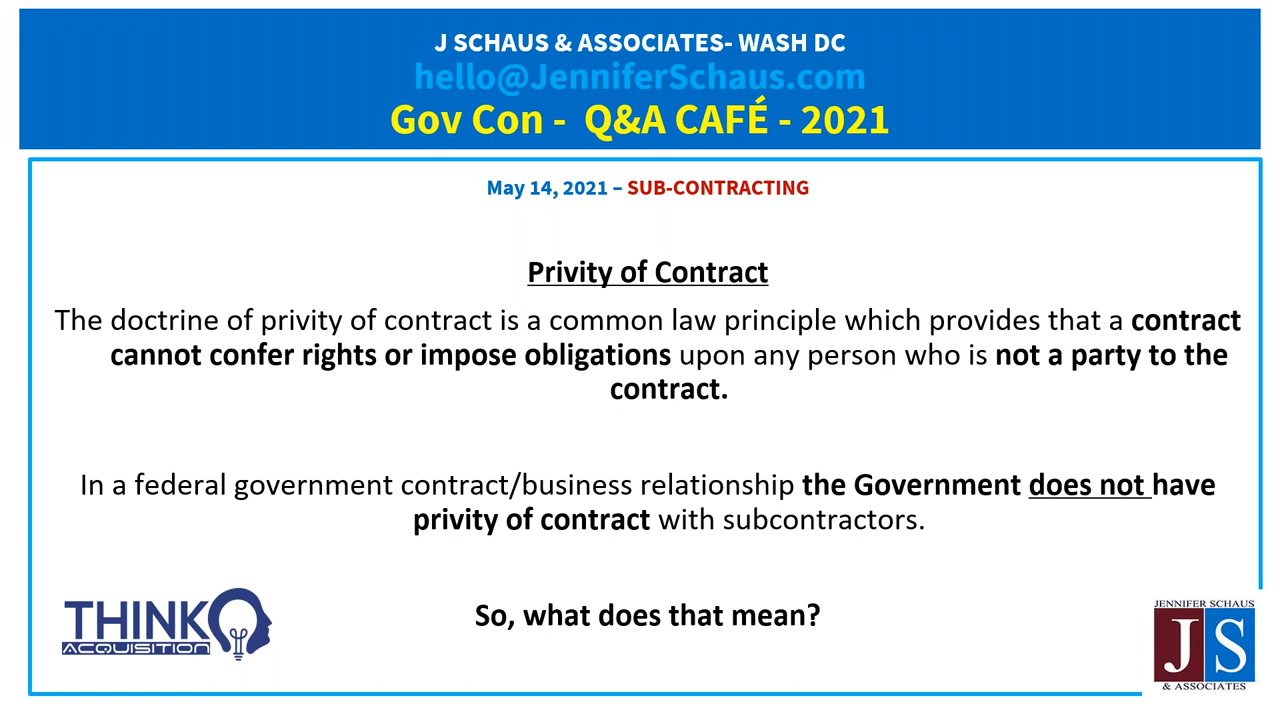 J SCHAUS & ASSOCIATES- WASH DC
hello@JenniferSchaus.com
Gov Con -  Q&A CAFÉ - 2021
May 14, 2021 – SUB-CONTRACTING
Privity of Contract
The doctrine of privity of contract is a common law principle which provides that a contract
cannot confer rights or impose obligations upon any person who is not a party to the
contract.
In a federal government contract/business relationship the Government does not have
privity of contract with subcontractors.
So, what does that mean?
THINK
ACQUISITION
JENNIFER SCHAUS
JS
& ASSOCIATES